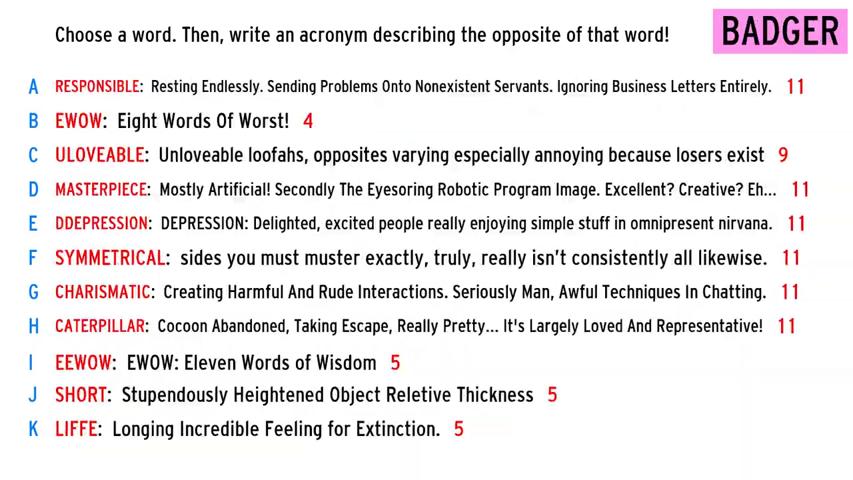 Choose a word. Then, write an acronym describing the opposite of that word!
BADGER
A RESPONSIBLE: Resting Endlessly. Sending Problems Onto Nonexistent Servants. Ignoring Business Letters Entirely. 11
B EWOW: Eight Words Of Worst! 4
C ULOVEABLE: Unloveable loofahs, opposites varying especially annoying because losers exist 9
D MASTERPIECE: Mostly Artificial! Secondly The Eyesoring Robotic Program Image. Excellent? Creative? Eh... 11
E DDEPRESSION: DEPRESSION: Delighted, excited people really enjoying simple stuff in omnipresent nirvana. 11
F SYMMETRICAL: sides you must muster exactly, truly, really isn't consistently all likewise. 11
G CHARISMATIC: Creating Harmful And Rude Interactions. Seriously Man, Awful Techniques In Chatting. 11
H CATERPILLAR: Cocoon Abandoned, Taking Escape, Really Pretty... It's Largely Loved And Representative! 11
I EEWOW: EWOW: Eleven Words of Wisdom 5
J SHORT: Stupendously Heightened Object Reletive Thickness 5
K LIFFE: Longing Incredible Feeling for Extinction. 5